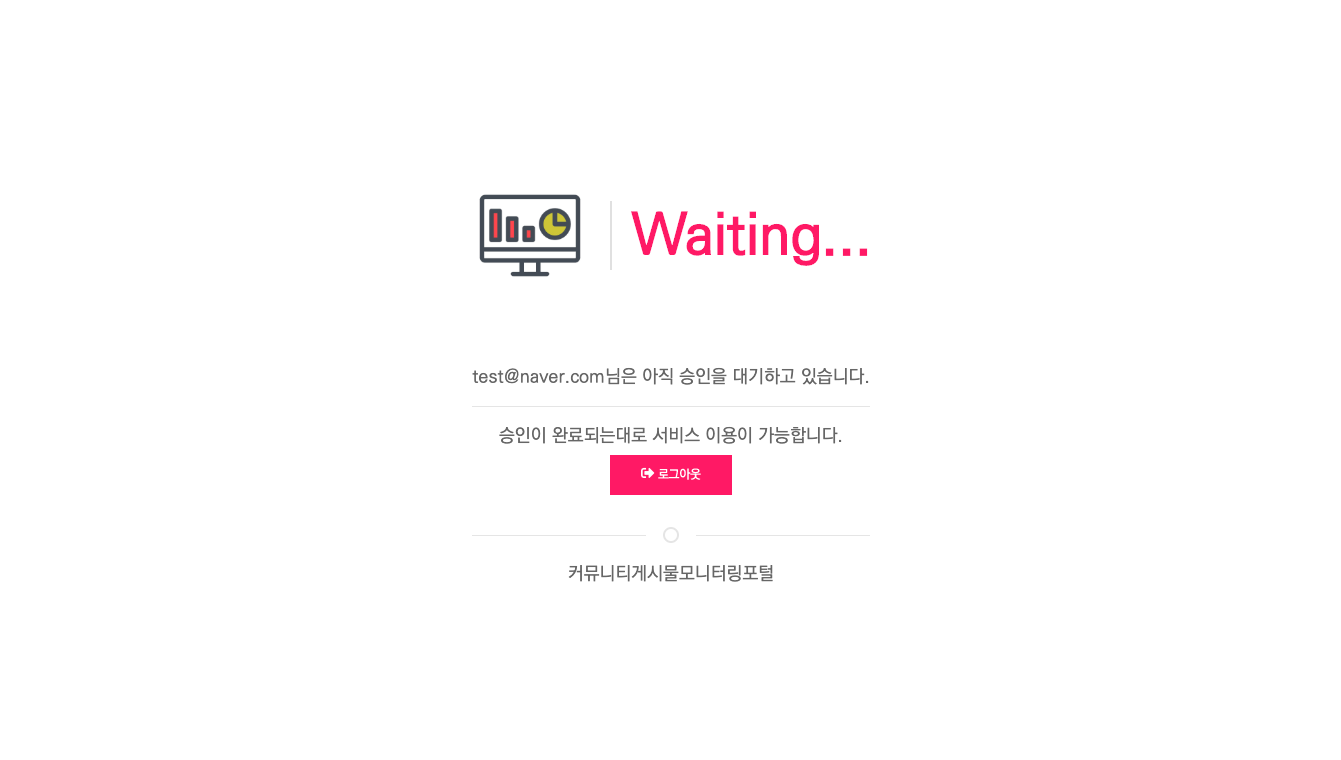 Waiting...
test@naver.com님은 아직 승인을 대기하고 있습니다.
승인이 완료되는대로 서비스 이용이 가능합니다.
로그아웃
커뮤니티게시물모니터링포털